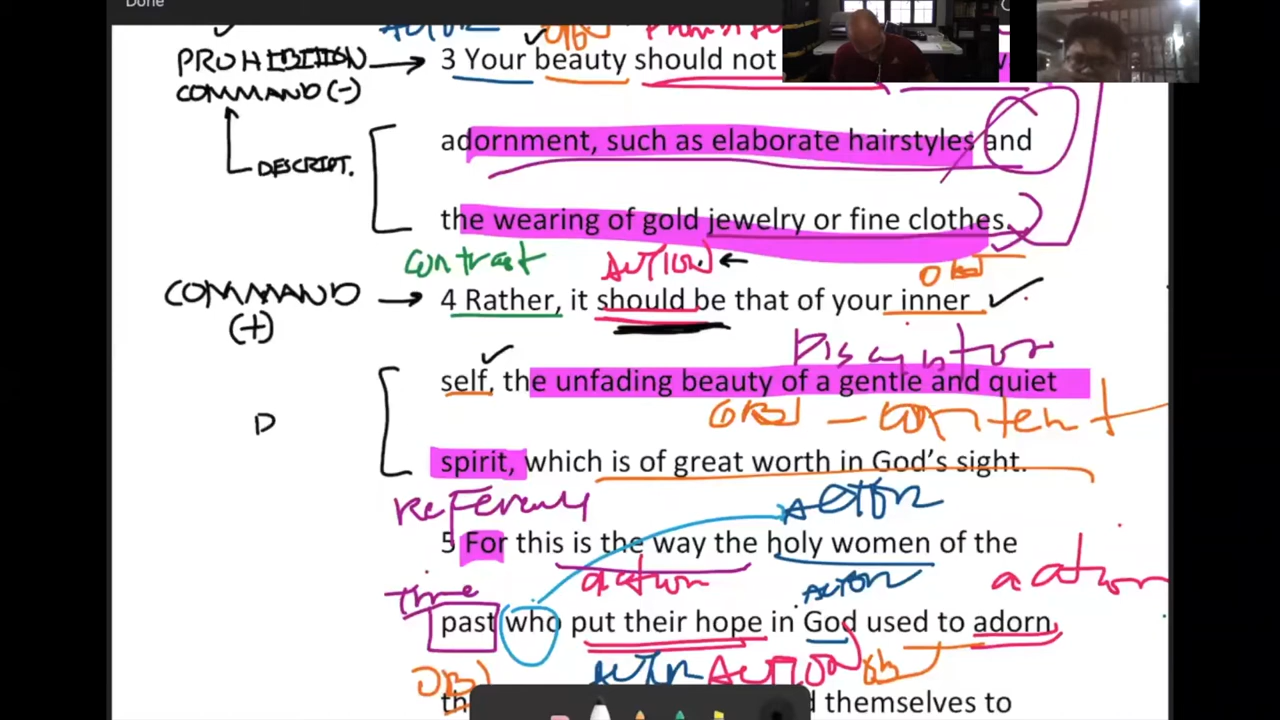 Done
PROHIBITION → 3 Your beauty should not
COMMAND (-)
adornment, such as elaborate hairstyles and
DESCRIPT.
the wearing of gold jewelry or fine clothes.
contrast ACTION ← OBJ
COMMAND → 4 Rather, it should be that of your inner
(+)
self, the unfading beauty of a gentle and quiet
D OBJ - content
spirit, which is of great worth in God's sight.
Reference ACTOR
5 For this is the way the holy women of the
time action ACTOR action
past who put their hope in God used to adorn
OBJ ACTION
themselves to